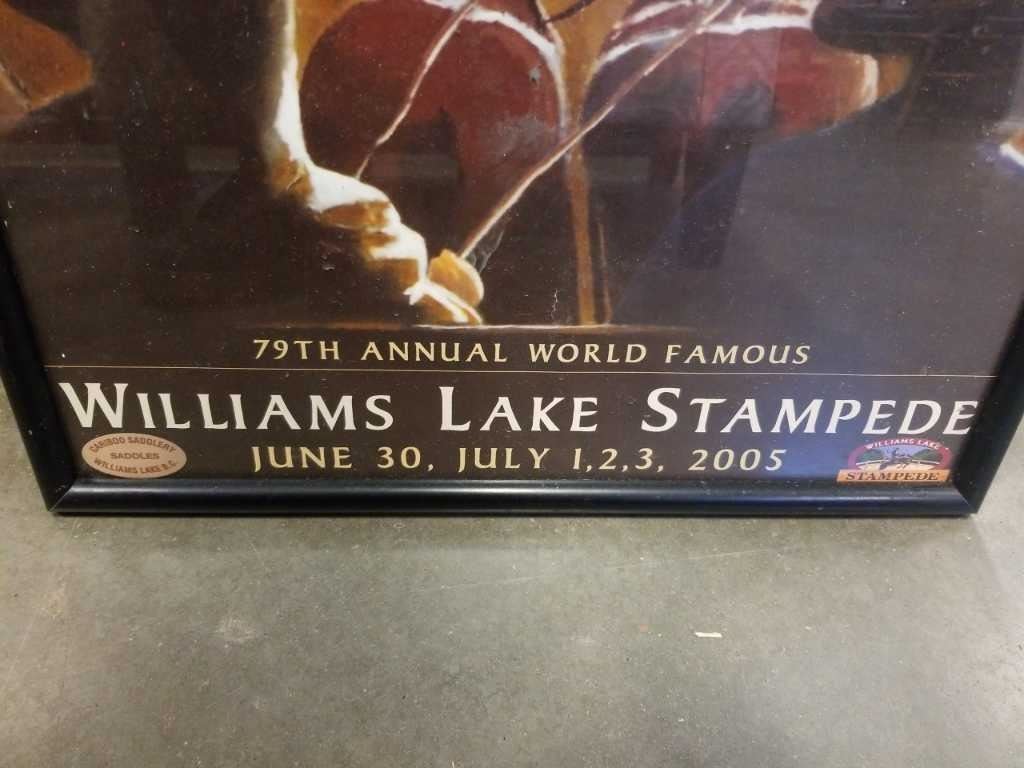 79TH ANNUAL WORLD FAMOUS
WILLIAMS LAKE STAMPEDE
JUNE 30, JULY 1,2,3, 2005
CARIBOO SADDLERY
SADDLES
WILLIAMS LAKE B.C.
WILLIAMS LAKE
STAMPEDE